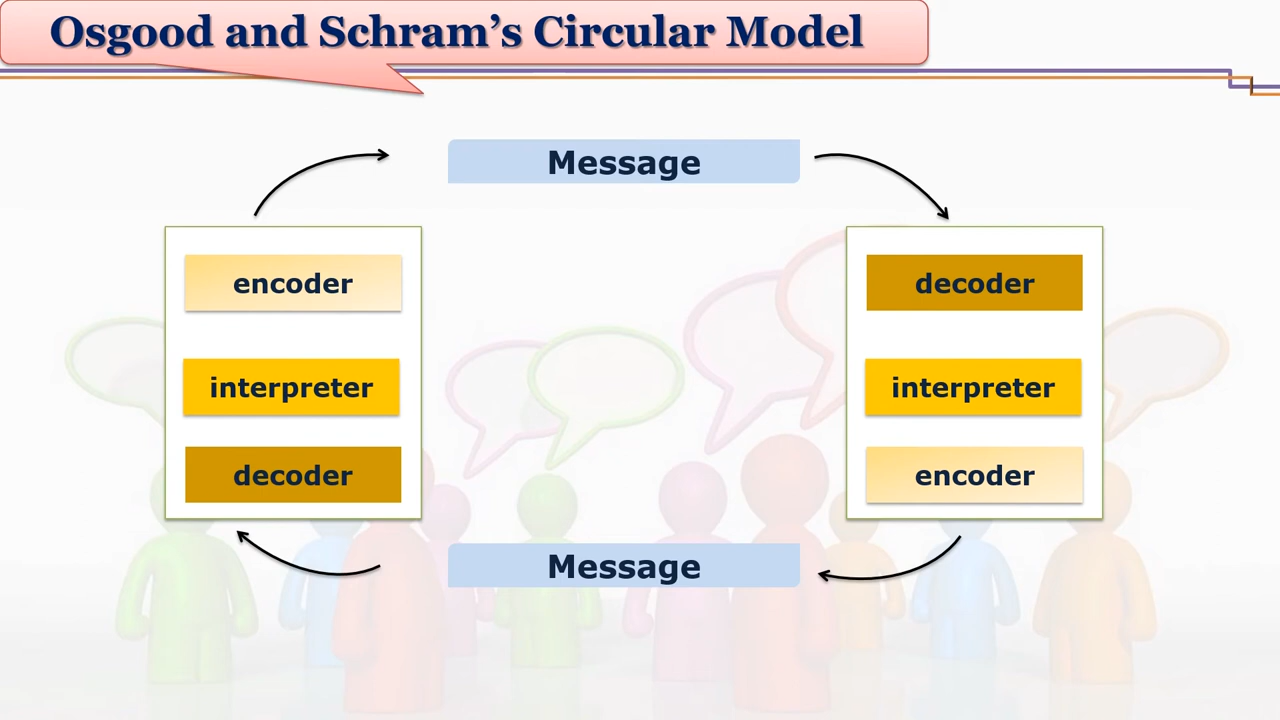 Osgood and Schram’s Circular Model
Message
encoder
interpreter
decoder
decoder
interpreter
encoder
Message